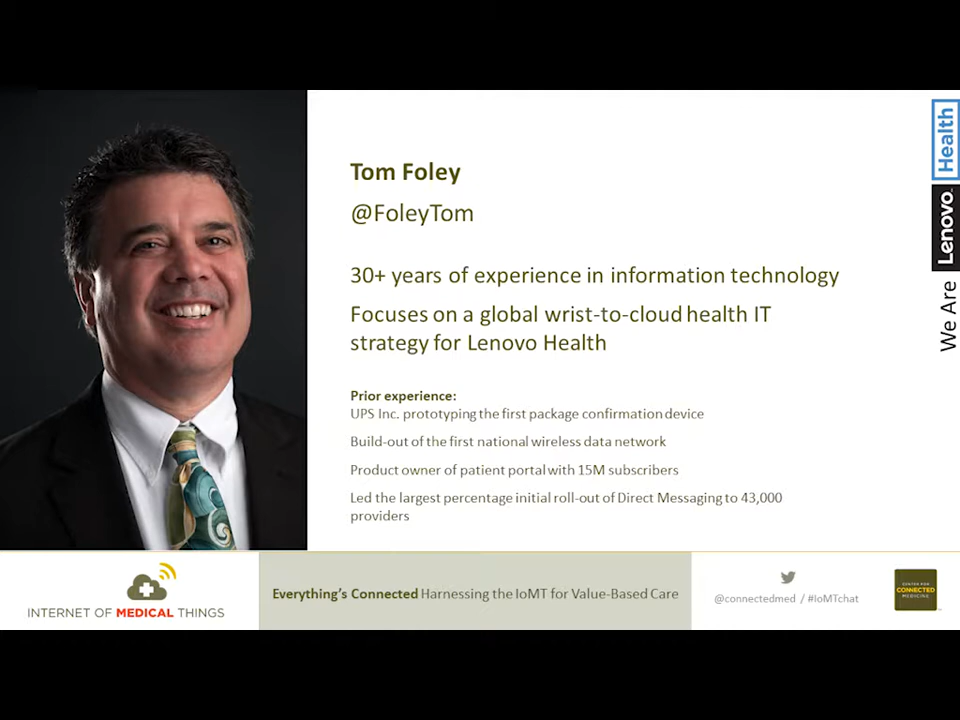 Tom Foley
@FoleyTom
30+ years of experience in information technology
Focuses on a global wrist-to-cloud health IT
strategy for Lenovo Health
Prior experience:
UPS Inc. prototyping the first package confirmation device
Build-out of the first national wireless data network
Product owner of patient portal with 15M subscribers
Led the largest percentage initial roll-out of Direct Messaging to 43,000
providers
We Are Lenovo Health
INTERNET OF MEDICAL THINGS
Everything's Connected Harnessing the IoMT for Value-Based Care
@connectedmed / #IoMTchat
CENTER FOR
CONNECTED
MEDICINE